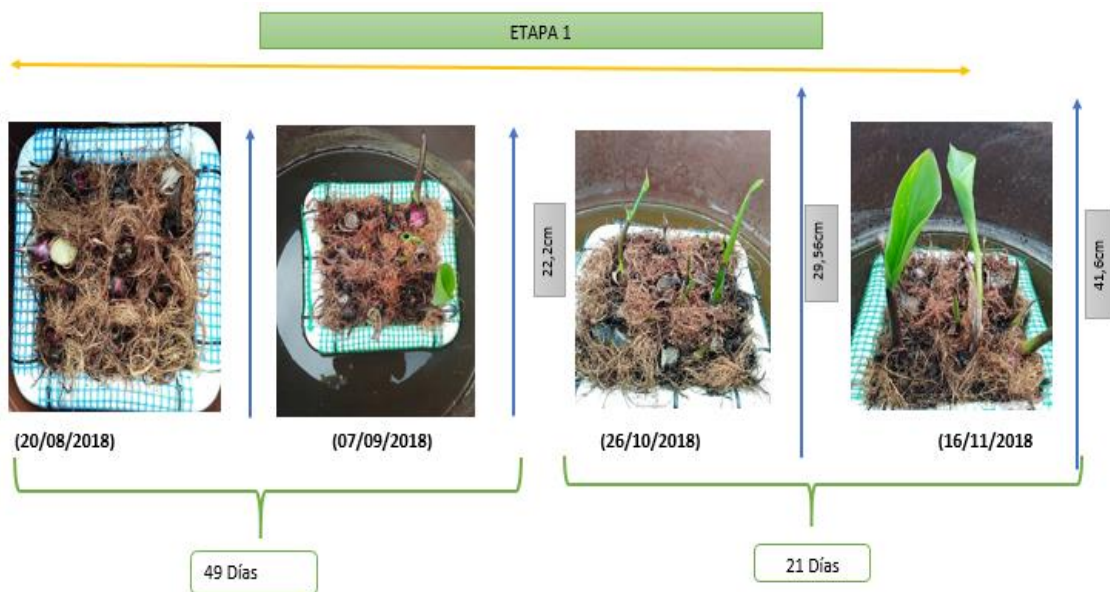 ETAPA 1
22,2cm
29,56cm
41,6cm
(20/08/2018)
(07/09/2018)
(26/10/2018)
(16/11/2018
49 Días
21 Días